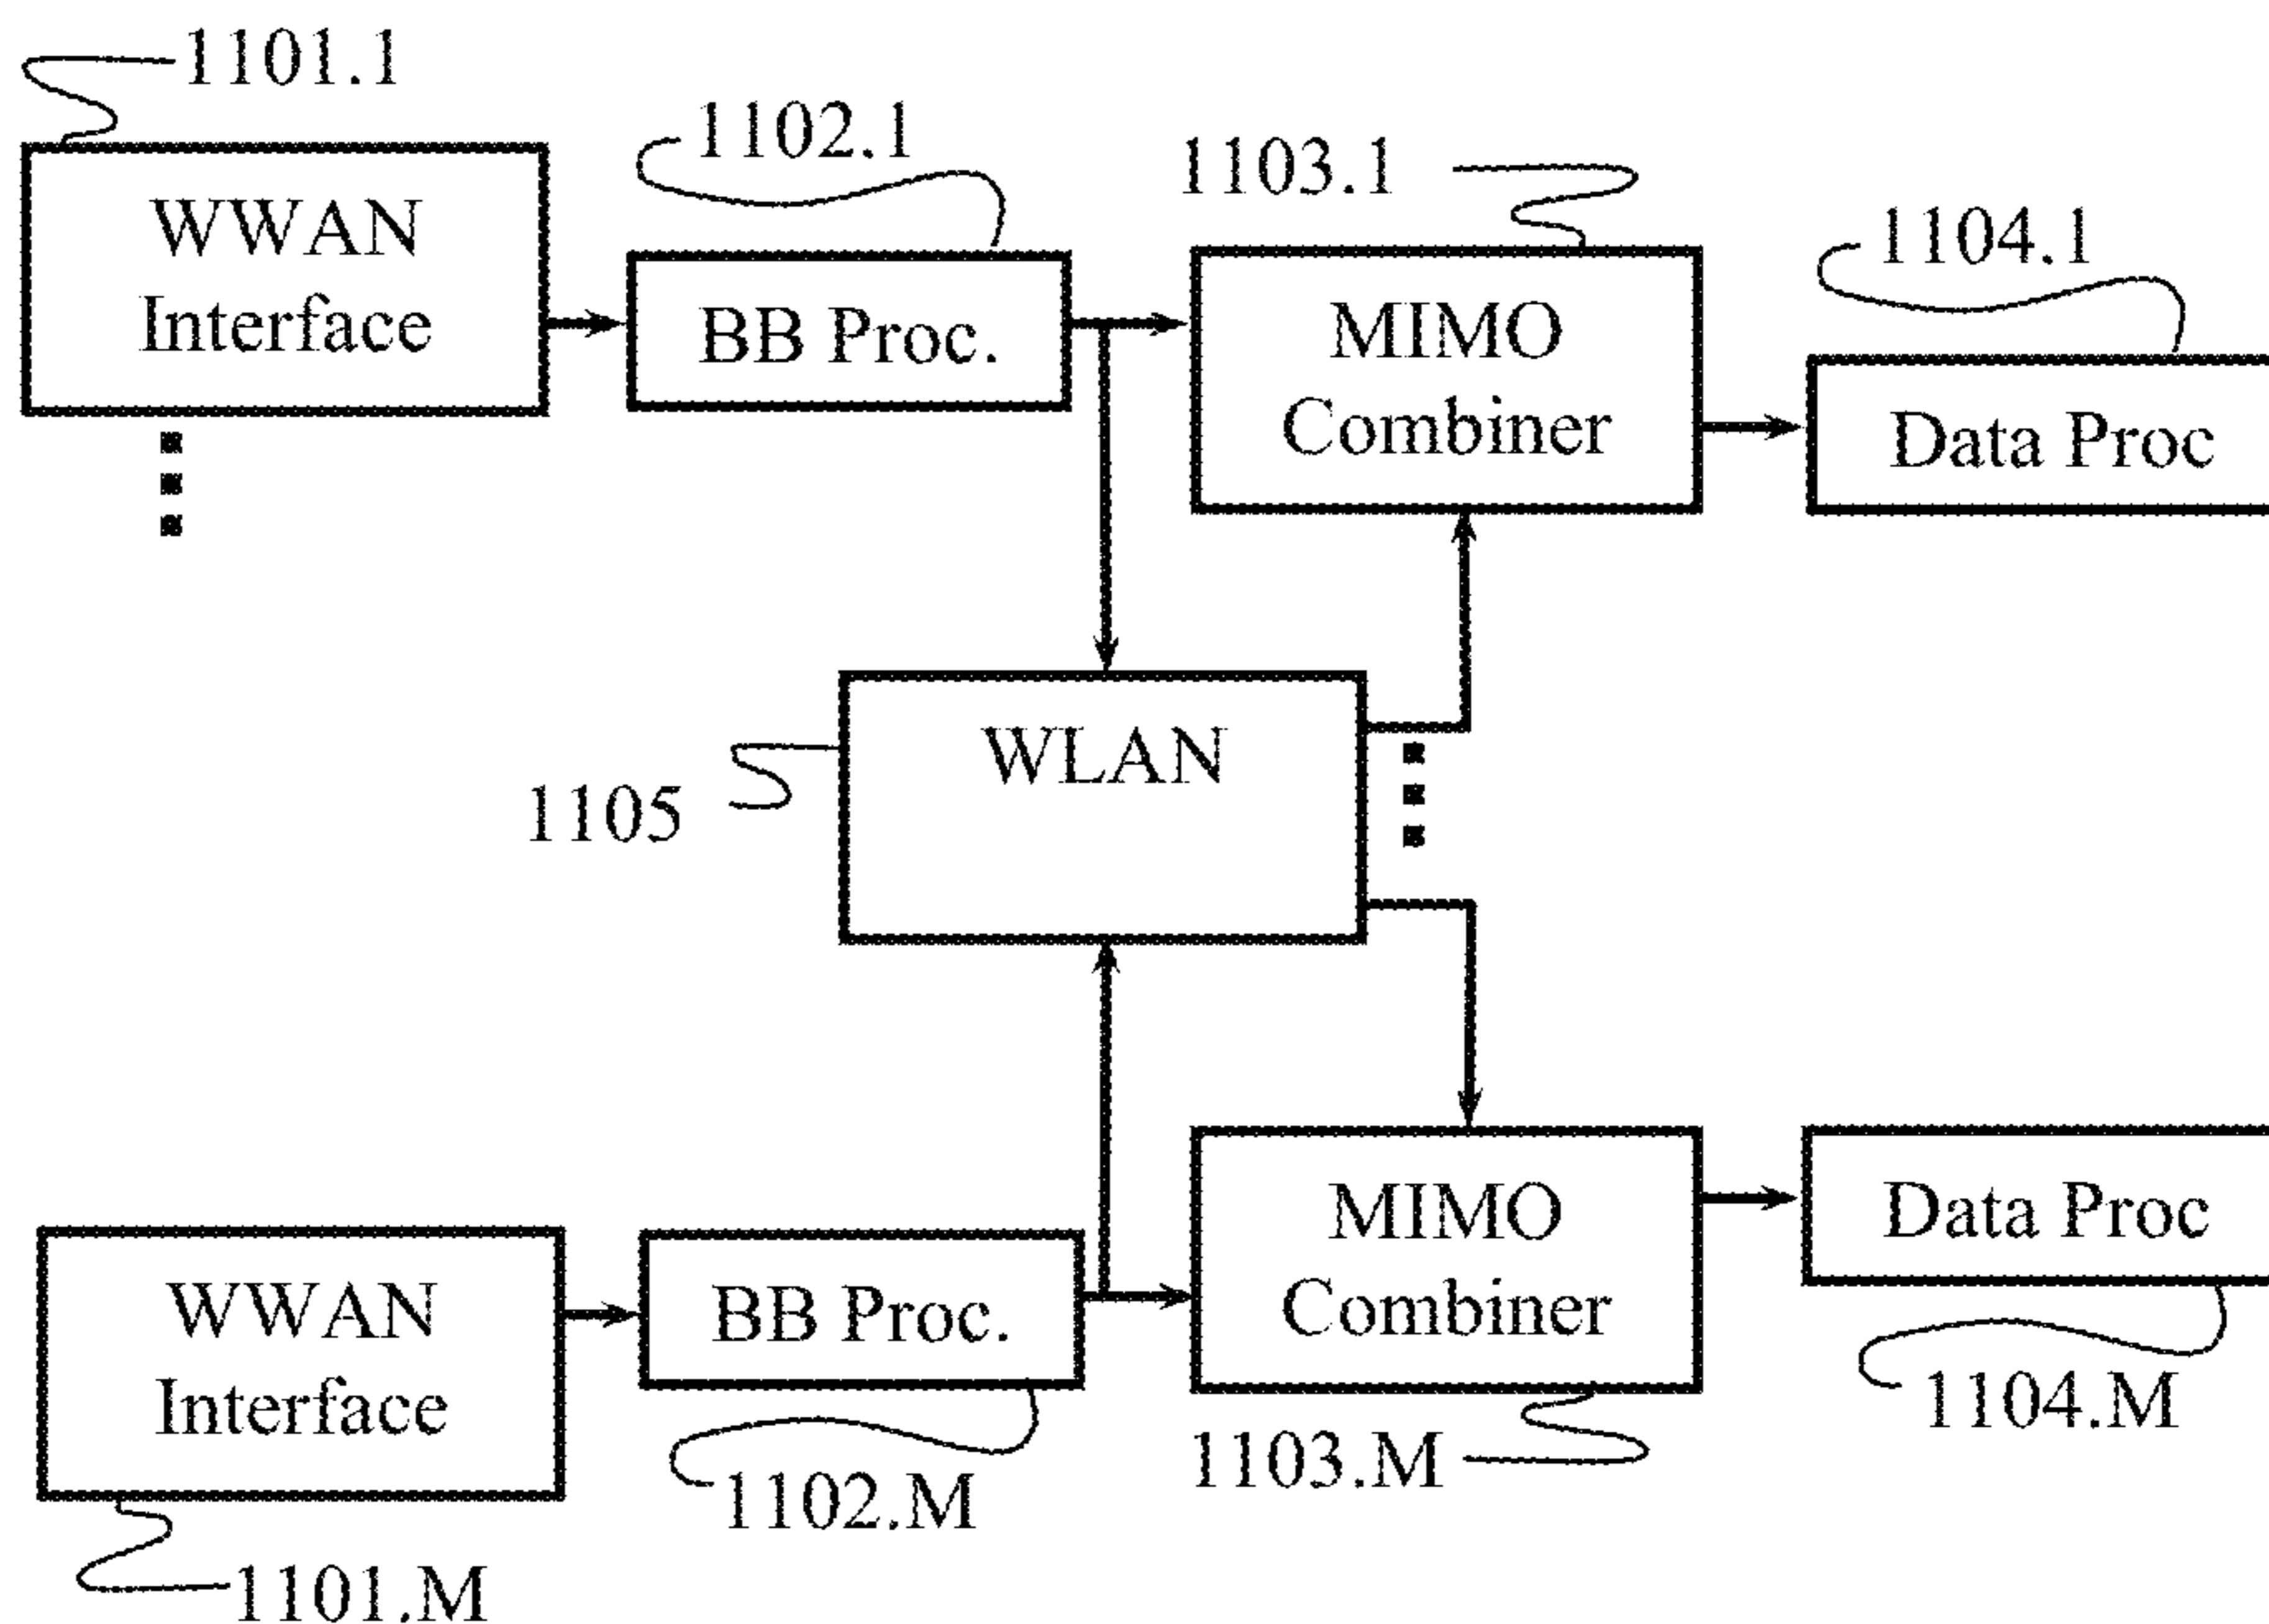 1101.1
1102.1
1103.1
1104.1
WWAN
Interface
BB Proc.
MIMO
Combiner
Data Proc
WLAN
1105
WWAN
Interface
BB Proc.
MIMO
Combiner
Data Proc
1101.M
1102.M
1103.M
1104.M